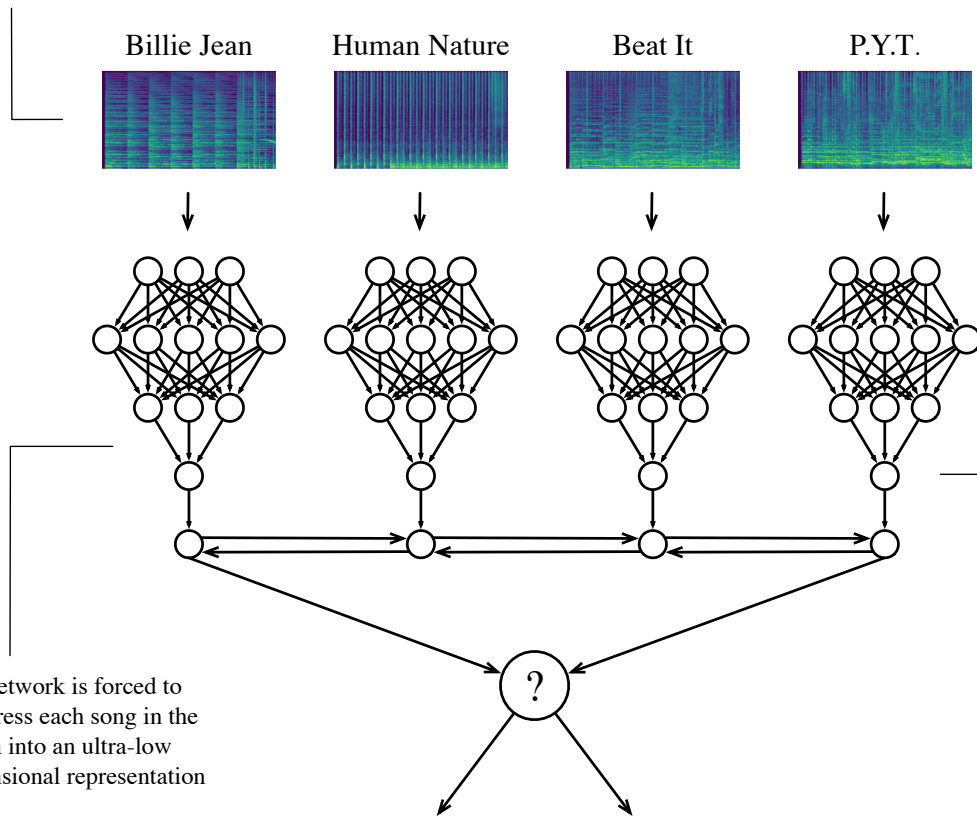 Billie Jean
Human Nature
Beat It
P.Y.T.
?
etwork is forced to
ress each song in the
into an ultra-low
nsional representation